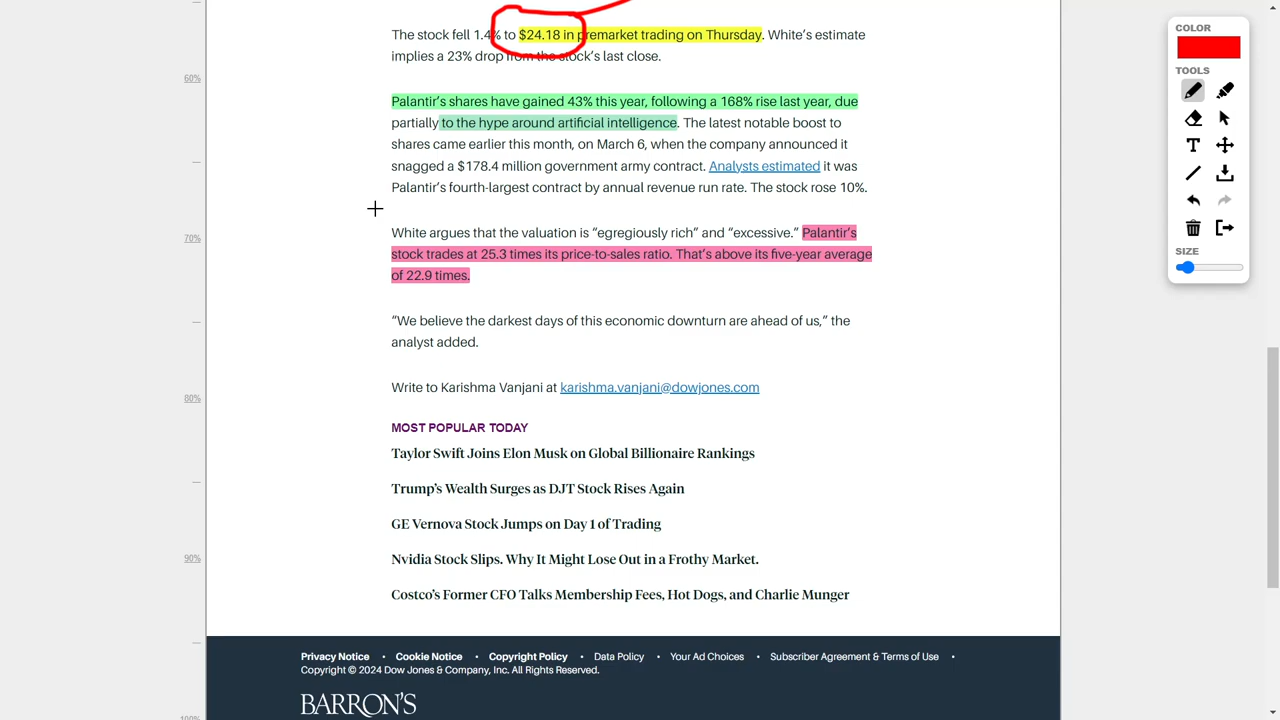 COLOR
TOOLS
SIZE
60%
70%
80%
90%
100%
The stock fell 1.4% to $24.18 in premarket trading on Thursday. White’s estimate
implies a 23% drop from the stock’s last close.
Palantir’s shares have gained 43% this year, following a 168% rise last year, due
partially to the hype around artificial intelligence. The latest notable boost to
shares came earlier this month, on March 6, when the company announced it
snagged a $178.4 million government army contract. Analysts estimated it was
Palantir’s fourth-largest contract by annual revenue run rate. The stock rose 10%.
White argues that the valuation is “egregiously rich” and “excessive.” Palantir’s
stock trades at 25.3 times its price-to-sales ratio. That’s above its five-year average
of 22.9 times.
“We believe the darkest days of this economic downturn are ahead of us,” the
analyst added.
Write to Karishma Vanjani at karishma.vanjani@dowjones.com
MOST POPULAR TODAY
Taylor Swift Joins Elon Musk on Global Billionaire Rankings
Trump’s Wealth Surges as DJT Stock Rises Again
GE Vernova Stock Jumps on Day 1 of Trading
Nvidia Stock Slips. Why It Might Lose Out in a Frothy Market.
Costco’s Former CFO Talks Membership Fees, Hot Dogs, and Charlie Munger
Privacy Notice • Cookie Notice • Copyright Policy • Data Policy • Your Ad Choices • Subscriber Agreement & Terms of Use •
Copyright © 2024 Dow Jones & Company, Inc. All Rights Reserved.
BARRON’S